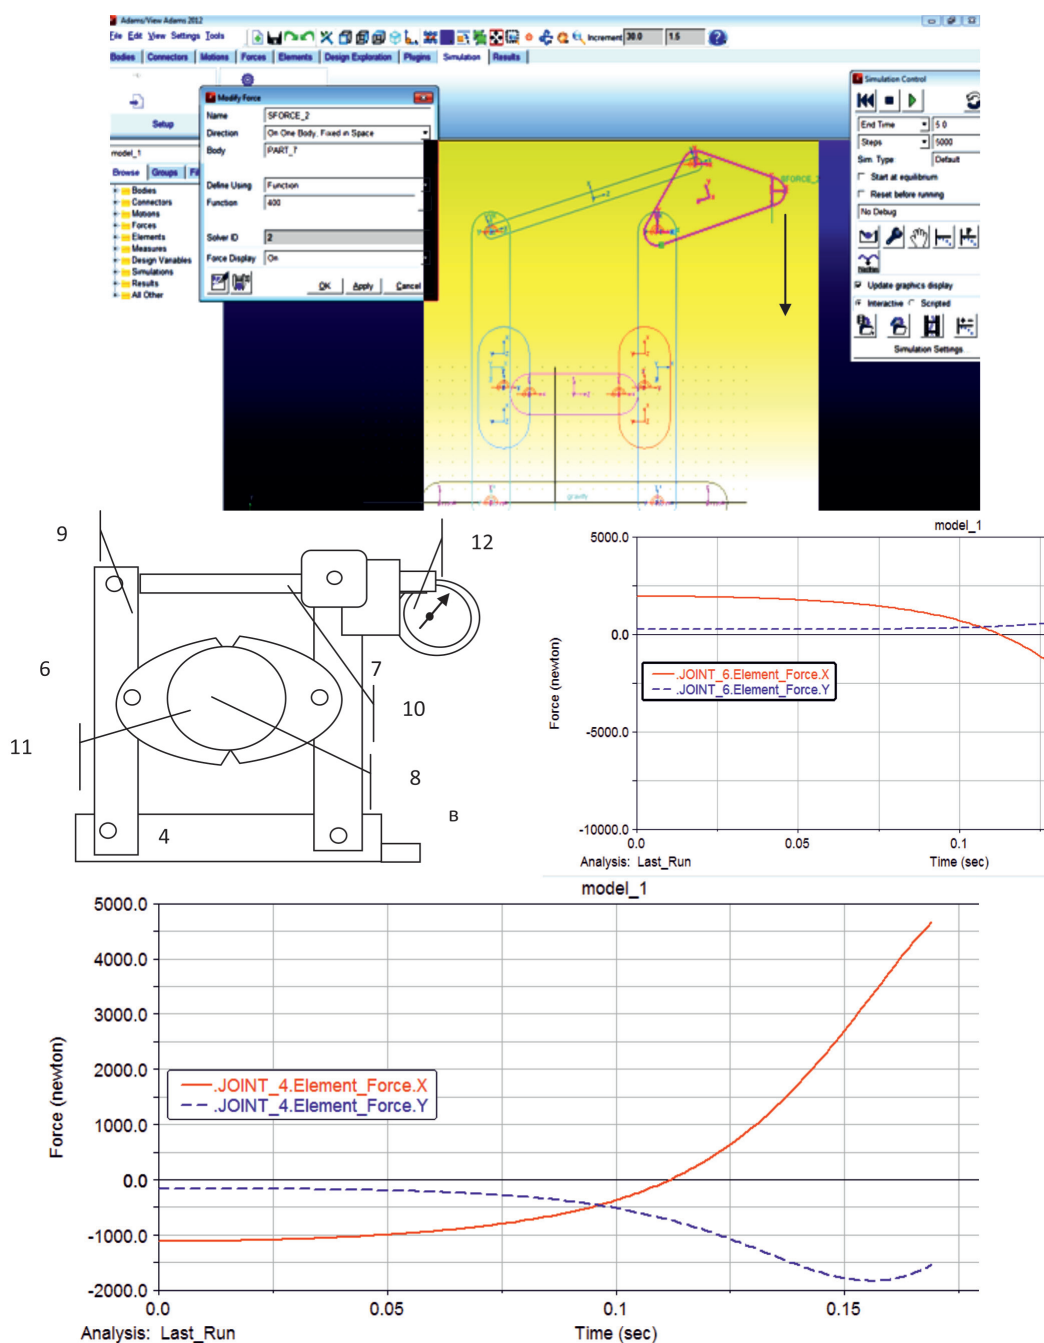 Adams/View Adams 2012
File Edit View Settings Tools
Increment 30.0 1.5
Bodies Connectors Motions Forces Elements Design Exploration Plugins Simulation Results
Setup
model_1
Browse Groups
Bodies
Connectors
Motions
Forces
Elements
Measures
Design Variables
Simulations
Results
All Other
Modify Force
Name SFORCE_2
Direction On One Body, Fixed in Space
Body PART_7
Define Using Function
Function 400
Solver ID 2
Force Display On
OK Apply Cancel
SFORCE_2
gravity
Simulation Control
End Time 5.0
Steps 5000
Sim. Type Default
Start at equilibrium
Reset before running
No Debug
Update graphics display
Interactive Scripted
Simulation Settings
9
12
6
7
10
11
8
4
B
model_1
5000.0
0.0
-5000.0
-10000.0
Force (newton)
.JOINT_6.Element_Force.X
.JOINT_6.Element_Force.Y
0.0 0.05 0.1
Analysis: Last_Run Time (sec)
model_1
5000.0
4000.0
3000.0
2000.0
1000.0
0.0
-1000.0
-2000.0
Force (newton)
.JOINT_4.Element_Force.X
.JOINT_4.Element_Force.Y
0.0 0.05 0.1 0.15
Analysis: Last_Run Time (sec)